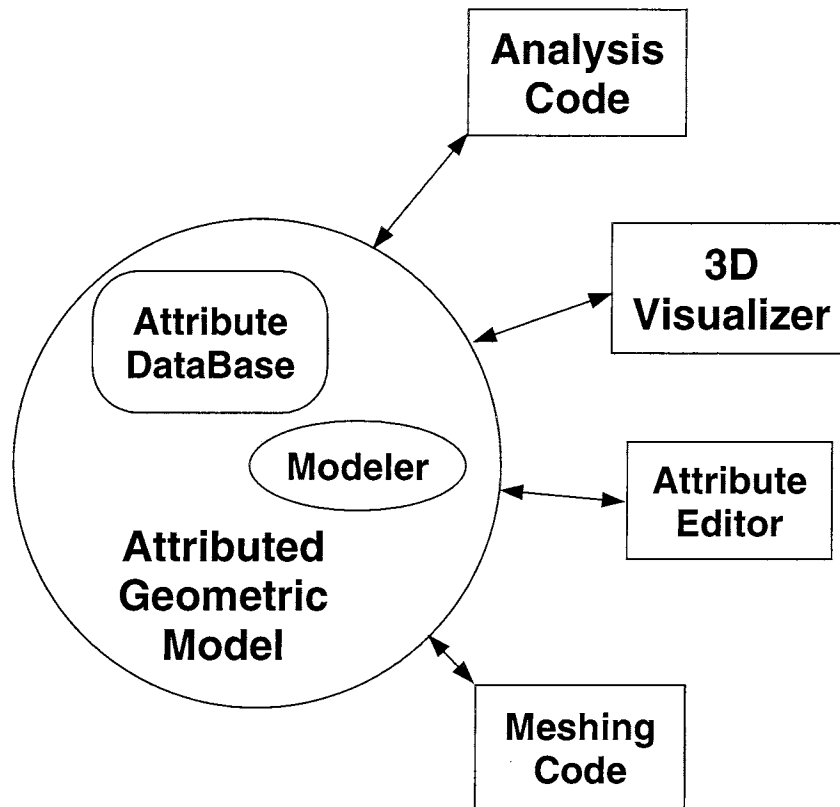 Analysis
Code
3D
Visualizer
Attribute
DataBase
Modeler
Attribute
Editor
Attributed
Geometric
Model
Meshing
Code